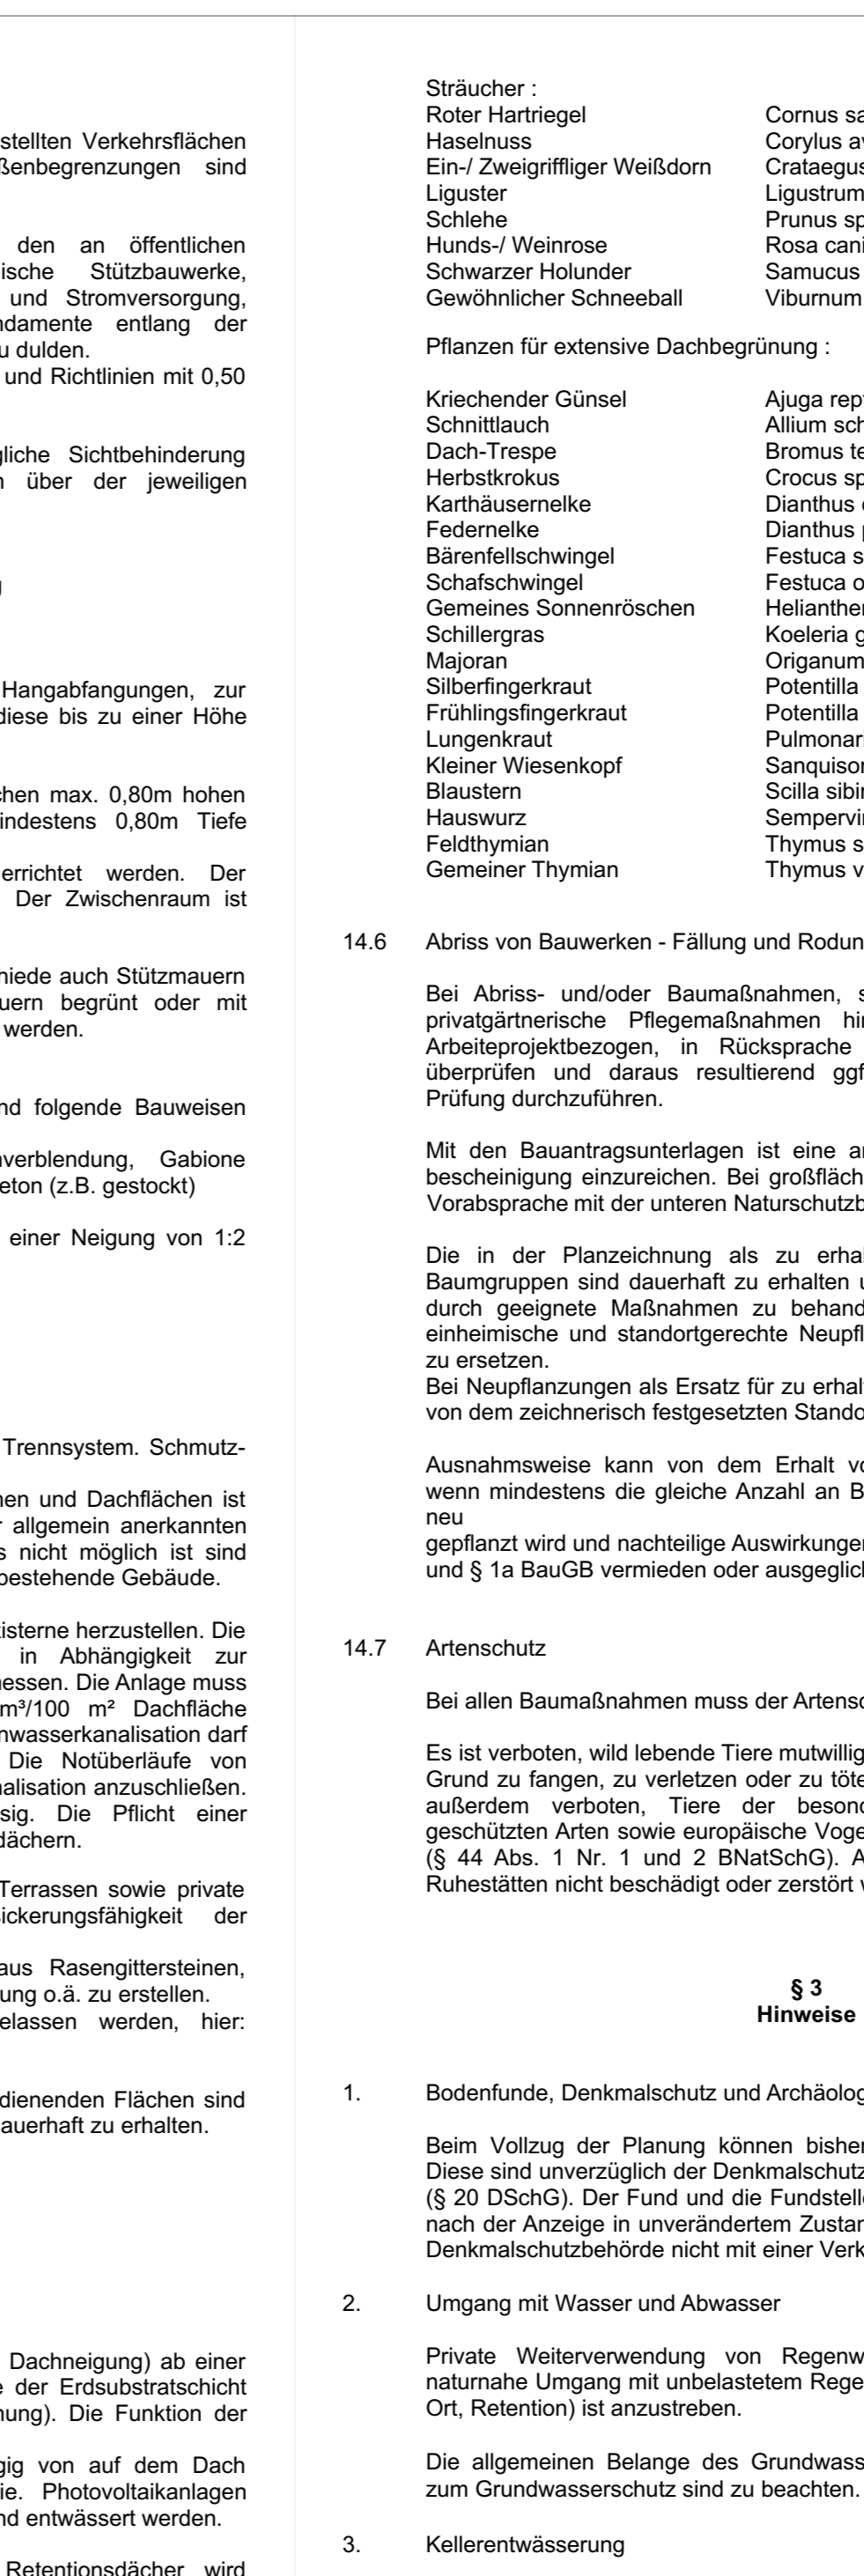 stellten Verkehrsflächen
ßenbegrenzungen sind
den an öffentlichen
ische Stützbauwerke,
und Stromversorgung,
ndamente entlang der
u dulden.
und Richtlinien mit 0,50
gliche Sichtbehinderung
über der jeweiligen
Hangabfangungen, zur
diese bis zu einer Höhe
chen max. 0,80m hohen
indestens 0,80m Tiefe
errichtet werden. Der
Der Zwischenraum ist
hiede auch Stützmauern
uern begrünt oder mit
werden.
nd folgende Bauweisen
nverblendung, Gabione
eton (z.B. gestockt)
einer Neigung von 1:2
Trennsystem. Schmutz-
nen und Dachflächen ist
r allgemein anerkannten
s nicht möglich ist sind
bestehende Gebäude.
zisterne herzustellen. Die
in Abhängigkeit zur
messen. Die Anlage muss
m³/100 m² Dachfläche
nwasserkanalisation darf
Die Notüberläufe von
nalisation anzuschließen.
sig. Die Pflicht einer
dächern.
Terrassen sowie private
sickerungsfähigkeit der
aus Rasengittersteinen,
ung o.ä. zu erstellen.
elassen werden, hier:
dienenden Flächen sind
auerhaft zu erhalten.
Dachneigung) ab einer
e der Erdsubstratschicht
nung). Die Funktion der
gig von auf dem Dach
ie. Photovoltaikanlagen
nd entwässert werden.
Retentionsdächer wird
Sträucher :
Roter Hartriegel Cornus sa
Haselnuss Corylus av
Ein-/ Zweigriffliger Weißdorn Crataegus
Liguster Ligustrum
Schlehe Prunus sp
Hunds-/ Weinrose Rosa cani
Schwarzer Holunder Samucus
Gewöhnlicher Schneeball Viburnum
Pflanzen für extensive Dachbegrünung :
Kriechender Günsel Ajuga rep
Schnittlauch Allium sch
Dach-Trespe Bromus te
Herbstkrokus Crocus sp
Karthäusernelke Dianthus
Federnelke Dianthus
Bärenfellschwingel Festuca s
Schafschwingel Festuca o
Gemeines Sonnenröschen Helianthe
Schillergras Koeleria g
Majoran Origanum
Silberfingerkraut Potentilla
Frühlingsfingerkraut Potentilla
Lungenkraut Pulmonari
Kleiner Wiesenkopf Sanquisor
Blaustern Scilla sibi
Hauswurz Sempervi
Feldthymian Thymus s
Gemeiner Thymian Thymus v
14.6 Abriss von Bauwerken - Fällung und Rodun
Bei Abriss- und/oder Baumaßnahmen, s
privatgärtnerische Pflegemaßnahmen hi
Arbeiteprojektbezogen, in Rücksprache
überprüfen und daraus resultierend ggf
Prüfung durchzuführen.
Mit den Bauantragsunterlagen ist eine a
bescheinigung einzureichen. Bei großfläch
Vorabsprache mit der unteren Naturschutzb
Die in der Planzeichnung als zu erha
Baumgruppen sind dauerhaft zu erhalten
durch geeignete Maßnahmen zu behand
einheimische und standortgerechte Neupfl
zu ersetzen.
Bei Neupflanzungen als Ersatz für zu erhal
von dem zeichnerisch festgesetzten Stando
Ausnahmsweise kann von dem Erhalt vo
wenn mindestens die gleiche Anzahl an B
neu
gepflanzt wird und nachteilige Auswirkunge
und § 1a BauGB vermieden oder ausgeglic
14.7 Artenschutz
Bei allen Baumaßnahmen muss der Artensc
Es ist verboten, wild lebende Tiere mutwillig
Grund zu fangen, zu verletzen oder zu töte
außerdem verboten, Tiere der beson
geschützten Arten sowie europäische Voge
(§ 44 Abs. 1 Nr. 1 und 2 BNatSchG). A
Ruhestätten nicht beschädigt oder zerstört
§ 3
Hinweise
1. Bodenfunde, Denkmalschutz und Archäolog
Beim Vollzug der Planung können bishe
Diese sind unverzüglich der Denkmalschutz
(§ 20 DSchG). Der Fund und die Fundstell
nach der Anzeige in unverändertem Zusta
Denkmalschutzbehörde nicht mit einer Verk
2. Umgang mit Wasser und Abwasser
Private Weiterverwendung von Regenw
naturnahe Umgang mit unbelastetem Rege
Ort, Retention) ist anzustreben.
Die allgemeinen Belange des Grundwass
zum Grundwasserschutz sind zu beachten.
3. Kellerentwässerung